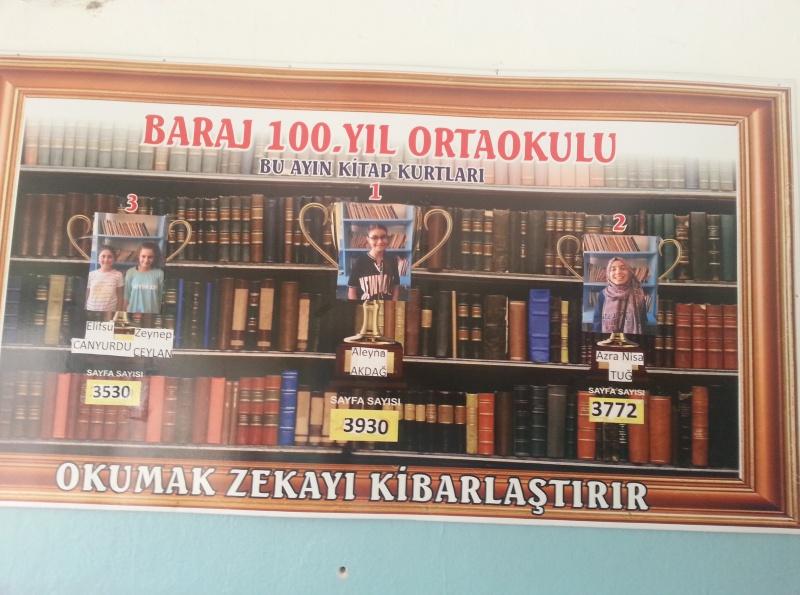 BARAJ 100.YIL ORTAOKULU
BU AYIN KİTAP KURTLARI
3
Elifsu Zeynep
CANYURDU CEYLAN
SAYFA SAYISI
3530
1
Aleyna
AKDAĞ
SAYFA SAYISI
3930
2
Azra Nisa
TUĞ
SAYFA SAYISI
3772
OKUMAK ZEKAYI KİBARLAŞTIRIR